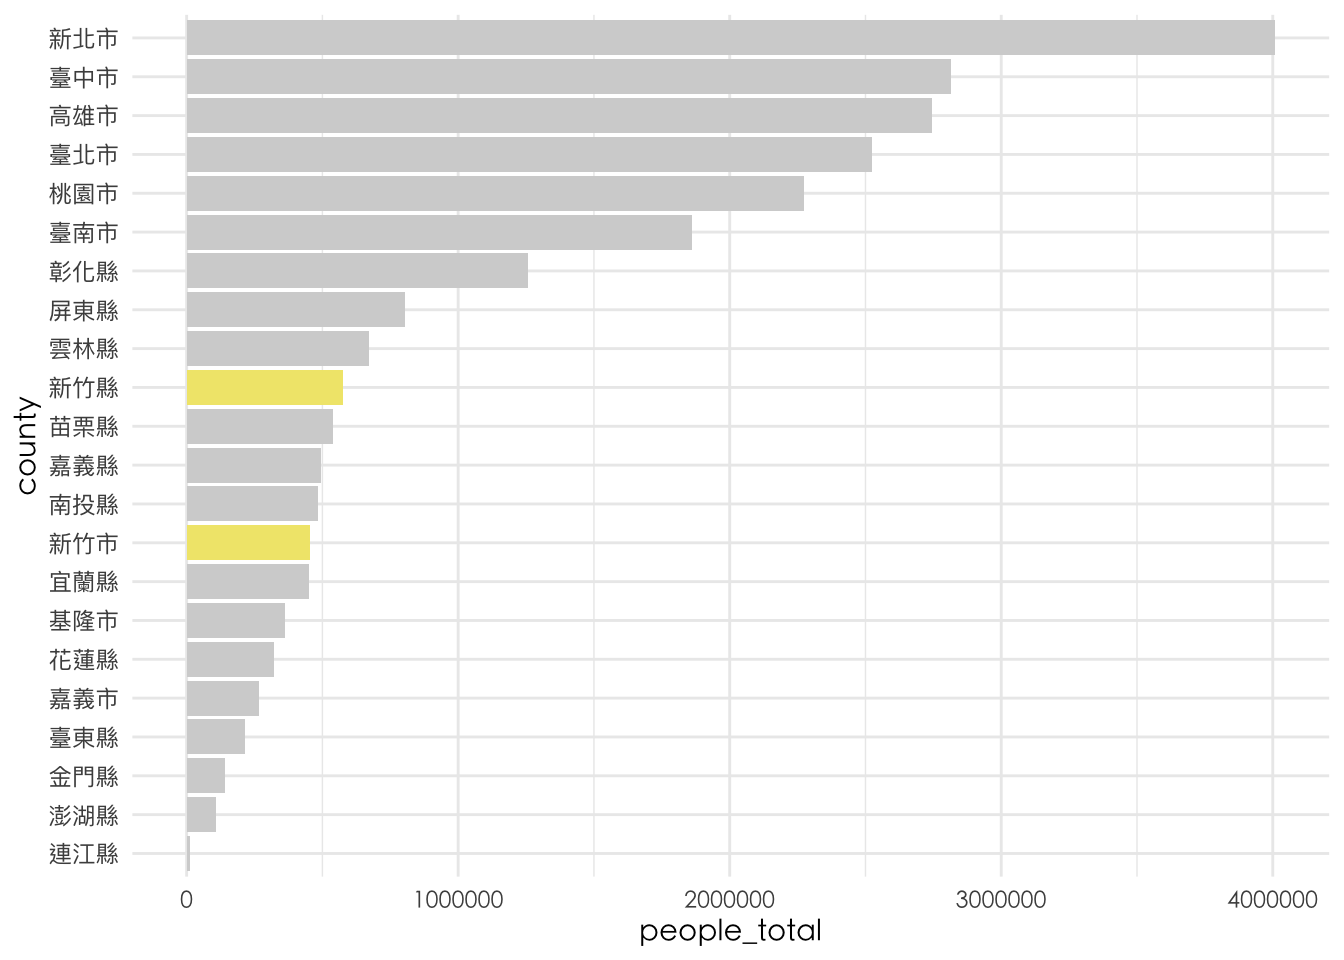 新北市
臺中市
高雄市
臺北市
桃園市
臺南市
彰化縣
屏東縣
雲林縣
新竹縣
苗栗縣
嘉義縣
南投縣
新竹市
宜蘭縣
基隆市
花蓮縣
嘉義市
臺東縣
金門縣
澎湖縣
連江縣
county
0 1000000 2000000 3000000 4000000
people_total